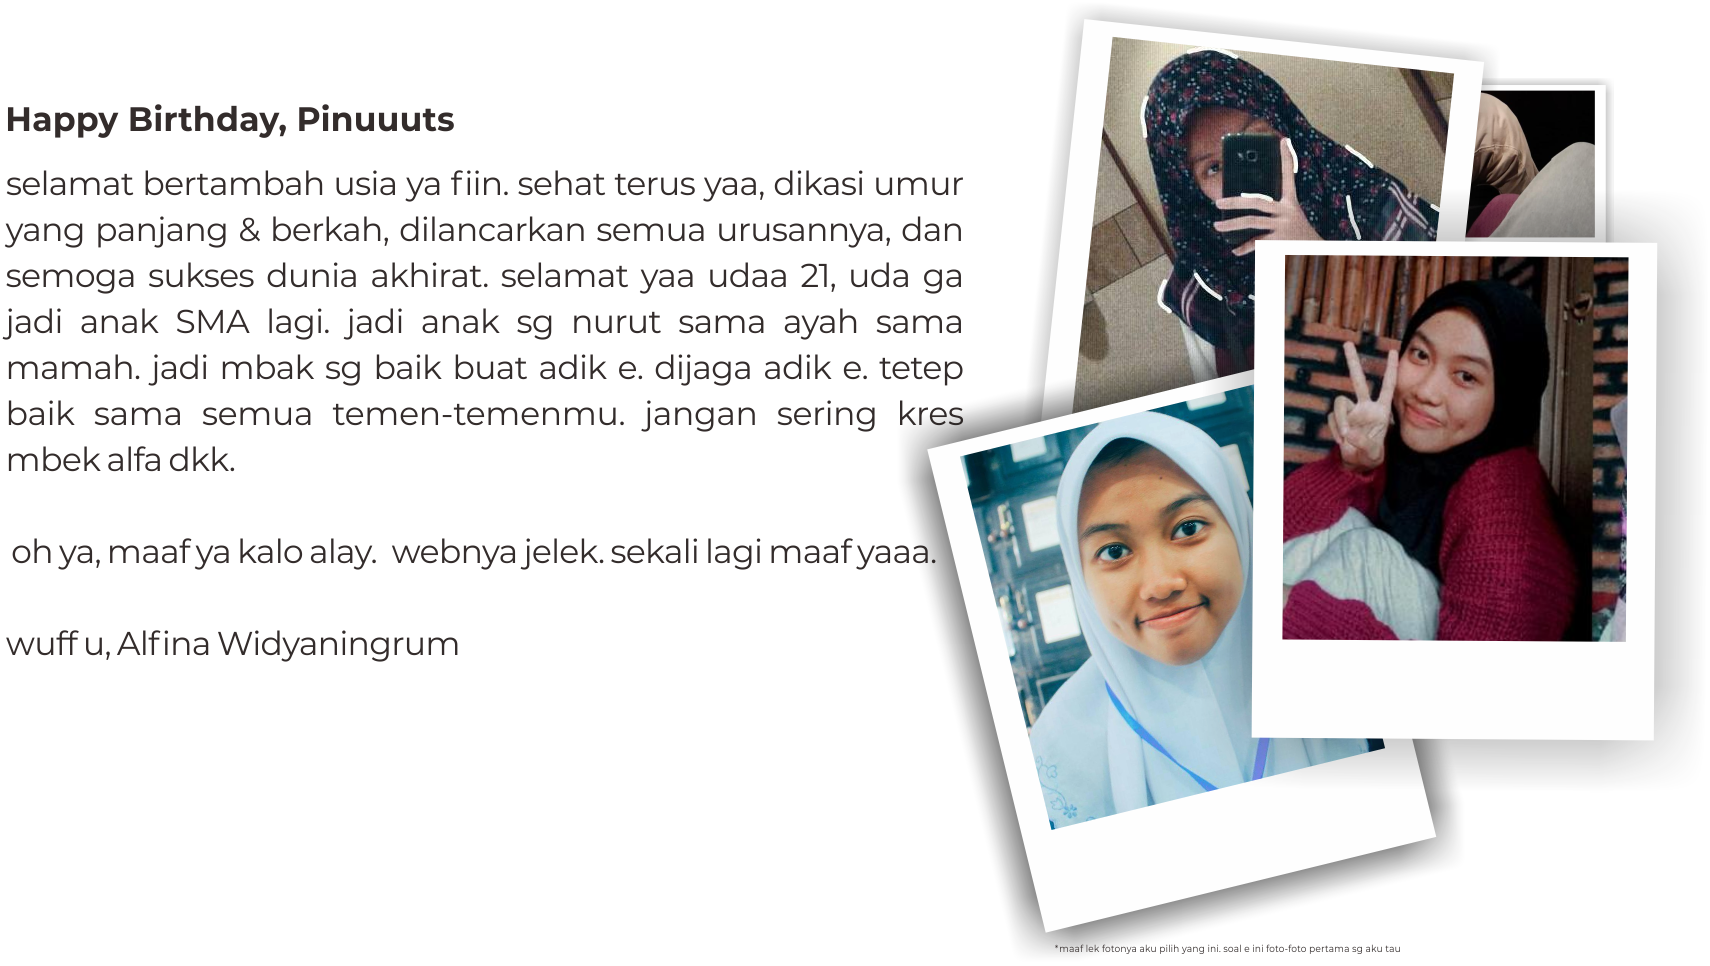 Happy Birthday, Pinuuuts
selamat bertambah usia ya fiin. sehat terus yaa, dikasi umur
yang panjang & berkah, dilancarkan semua urusannya, dan
semoga sukses dunia akhirat. selamat yaa udaa 21, uda ga
jadi anak SMA lagi. jadi anak sg nurut sama ayah sama
mamah. jadi mbak sg baik buat adik e. dijaga adik e. tetep
baik sama semua temen-temenmu. jangan sering kres
mbek alfa dkk.
oh ya, maaf ya kalo alay. webnya jelek. sekali lagi maaf yaaa.
wuff u, Alfina Widyaningrum
*maaf lek fotonya aku pilih yang ini. soal e ini foto-foto pertama sg aku tau